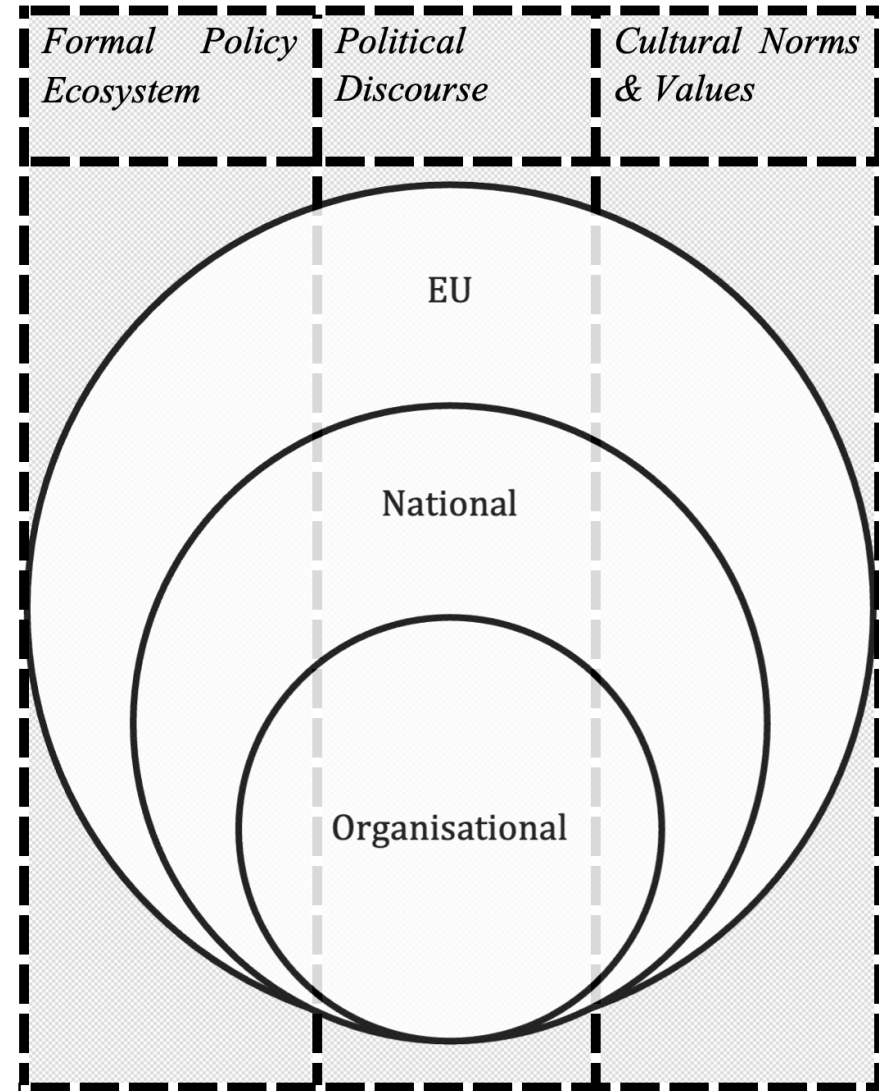 Formal Policy
Ecosystem
Political
Discourse
Cultural Norms
& Values
EU
National
Organisational